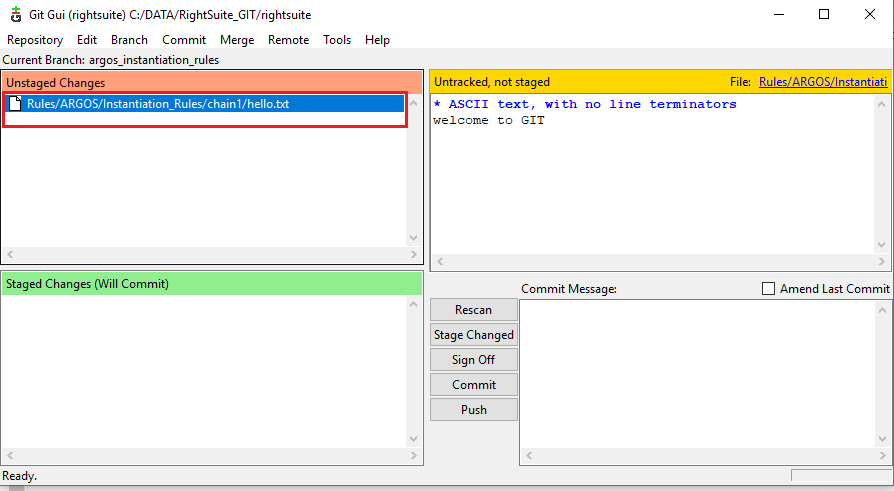 Git Gui (rightsuite) C:/DATA/RightSuite_GIT/rightsuite
Repository Edit Branch Commit Merge Remote Tools Help
Current Branch: argos_instantiation_rules
Unstaged Changes
Rules/ARGOS/Instantiation_Rules/chain1/hello.txt
Untracked, not staged File: Rules/ARGOS/Instantiati
* ASCII text, with no line terminators
welcome to GIT
Staged Changes (Will Commit)
Rescan
Stage Changed
Sign Off
Commit
Push
Commit Message: Amend Last Commit
Ready.